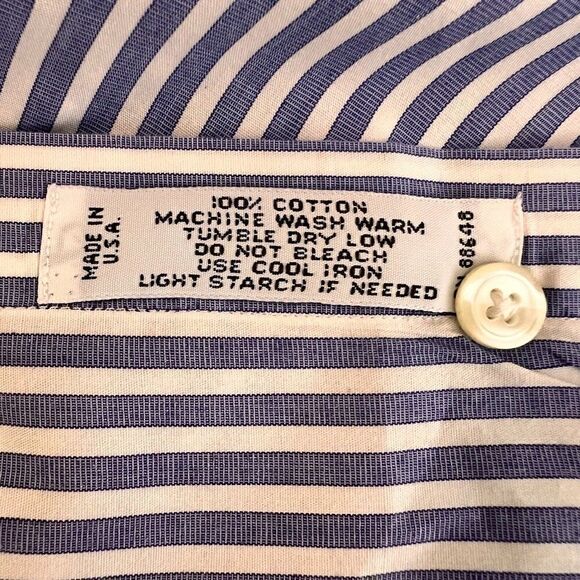 MADE IN
U.S.A.
100% COTTON
MACHINE WASH WARM
TUMBLE DRY LOW
DO NOT BLEACH
USE COOL IRON
LIGHT STARCH IF NEEDED
88648